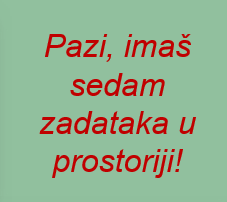 Pazi, imaš
sedam
zadataka u
prostoriji!